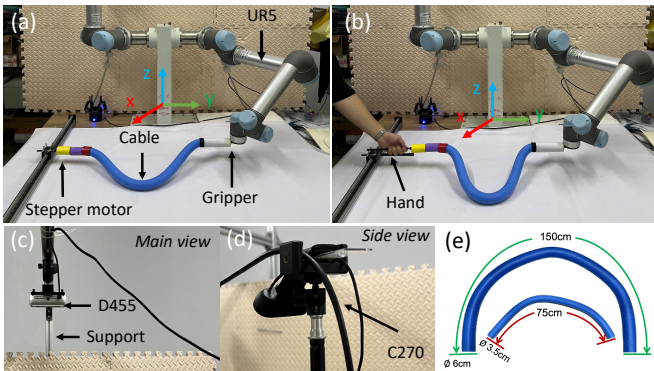 (a)
UR5
z
x
y
Cable
Gripper
Stepper motor
(b)
z
x
y
Hand
(c)
Main view
D455
Support
(d)
Side view
C270
(e)
150cm
75cm
Ø 3.5cm
Ø 6cm